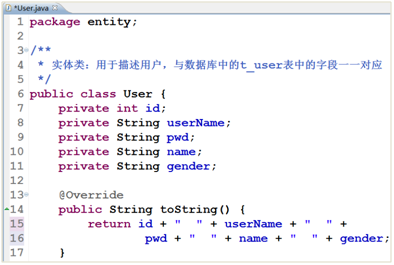 *User.java
1 package entity;
2
3 /**
4  * 实体类：用于描述用户，与数据库中的t_user表中的字段一一对应
5  */
6 public class User {
7     private int id;
8     private String userName;
9     private String pwd;
10     private String name;
11     private String gender;
12
13     @Override
14     public String toString() {
15         return id + "  " + userName + "  " +
16                 pwd + "  " + name + "  " + gender;
17     }